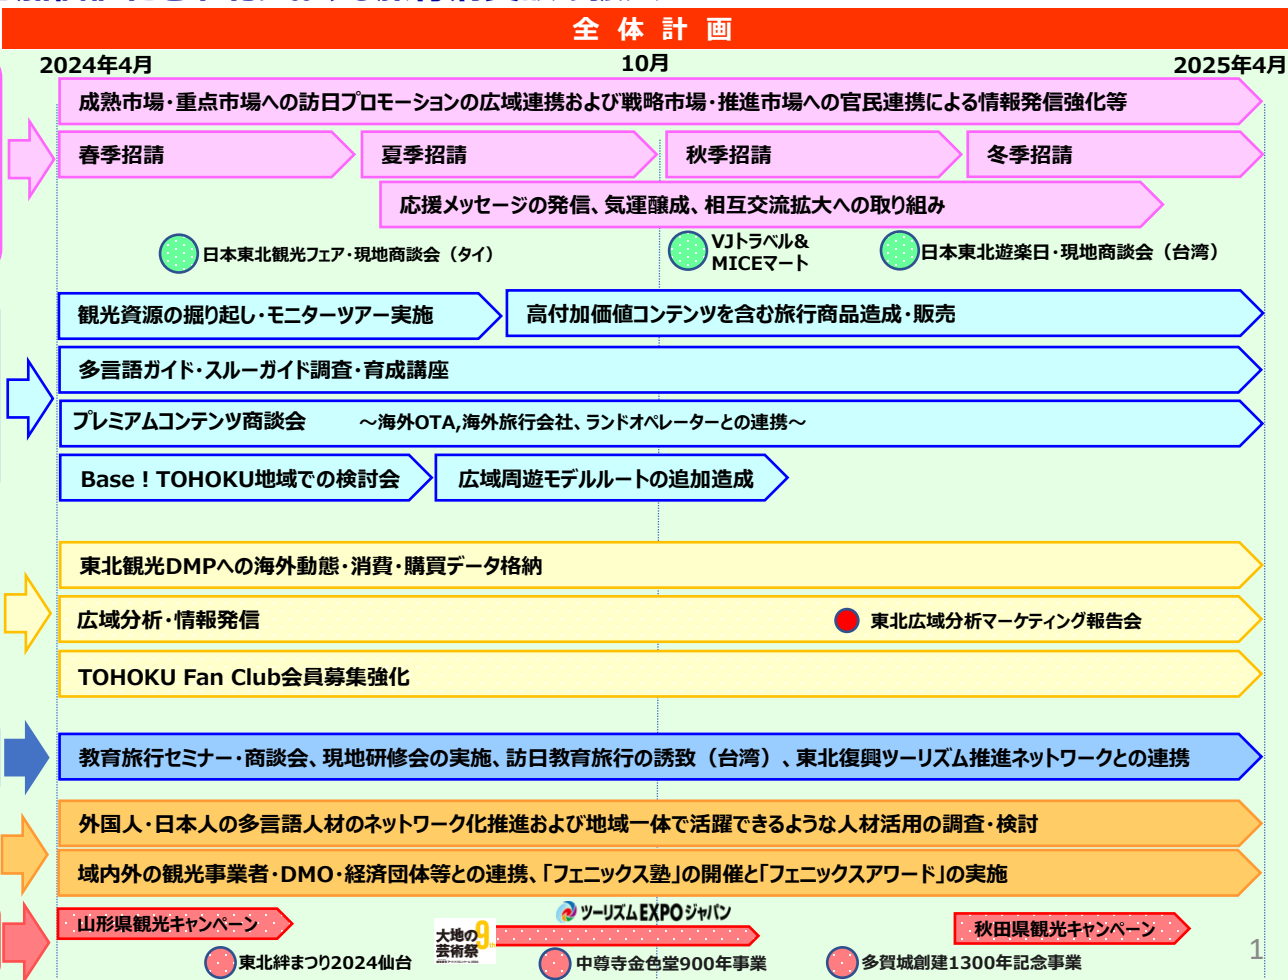 全体計画
2024年4月
10月
2025年4月
成熟市場・重点市場への訪日プロモーションの広域連携および戦略市場・推進市場への官民連携による情報発信強化等
春季招請
夏季招請
秋季招請
冬季招請
応援メッセージの発信、気運醸成、相互交流拡大への取り組み
日本東北観光フェア・現地商談会（タイ）
VJトラベル&
MICEマート
日本東北遊楽日・現地商談会（台湾）
観光資源の掘り起し・モニターツアー実施
高付加価値コンテンツを含む旅行商品造成・販売
多言語ガイド・スルーガイド調査・育成講座
プレミアムコンテンツ商談会 ～海外OTA,海外旅行会社、ランドオペレーターとの連携～
Base！TOHOKU地域での検討会
広域周遊モデルルートの追加造成
東北観光DMPへの海外動態・消費・購買データ格納
広域分析・情報発信
東北広域分析マーケティング報告会
TOHOKU Fan Club会員募集強化
教育旅行セミナー・商談会、現地研修会の実施、訪日教育旅行の誘致（台湾）、東北復興ツーリズム推進ネットワークとの連携
外国人・日本人の多言語人材のネットワーク化推進および地域一体で活躍できるような人材活用の調査・検討
域内外の観光事業者・DMO・経済団体等との連携、「フェニックス塾」の開催と「フェニックスアワード」の実施
山形県観光キャンペーン
ツーリズムEXPOジャパン
大地の
芸術祭
9th
秋田県観光キャンペーン
東北絆まつり2024仙台
中尊寺金色堂900年事業
多賀城創建1300年記念事業
1